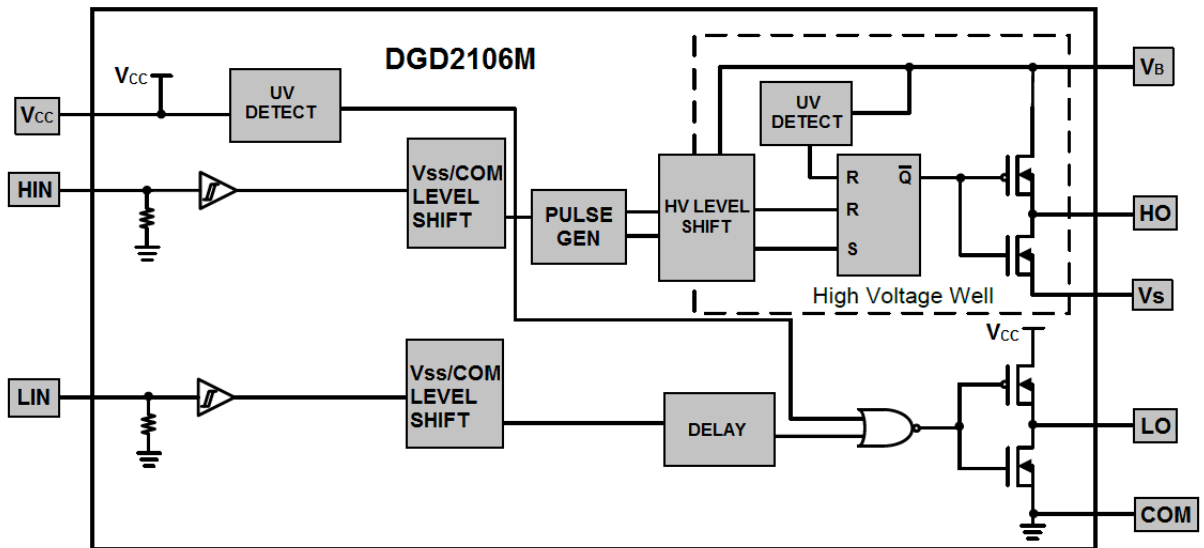 DGD2106M
VCC
VCC
UV
DETECT
HIN
Vss/COM
LEVEL
SHIFT
PULSE
GEN
HV LEVEL
SHIFT
UV
DETECT
R
Q̅
R
S
High Voltage Well
VB
HO
Vs
LIN
Vss/COM
LEVEL
SHIFT
DELAY
VCC
LO
COM